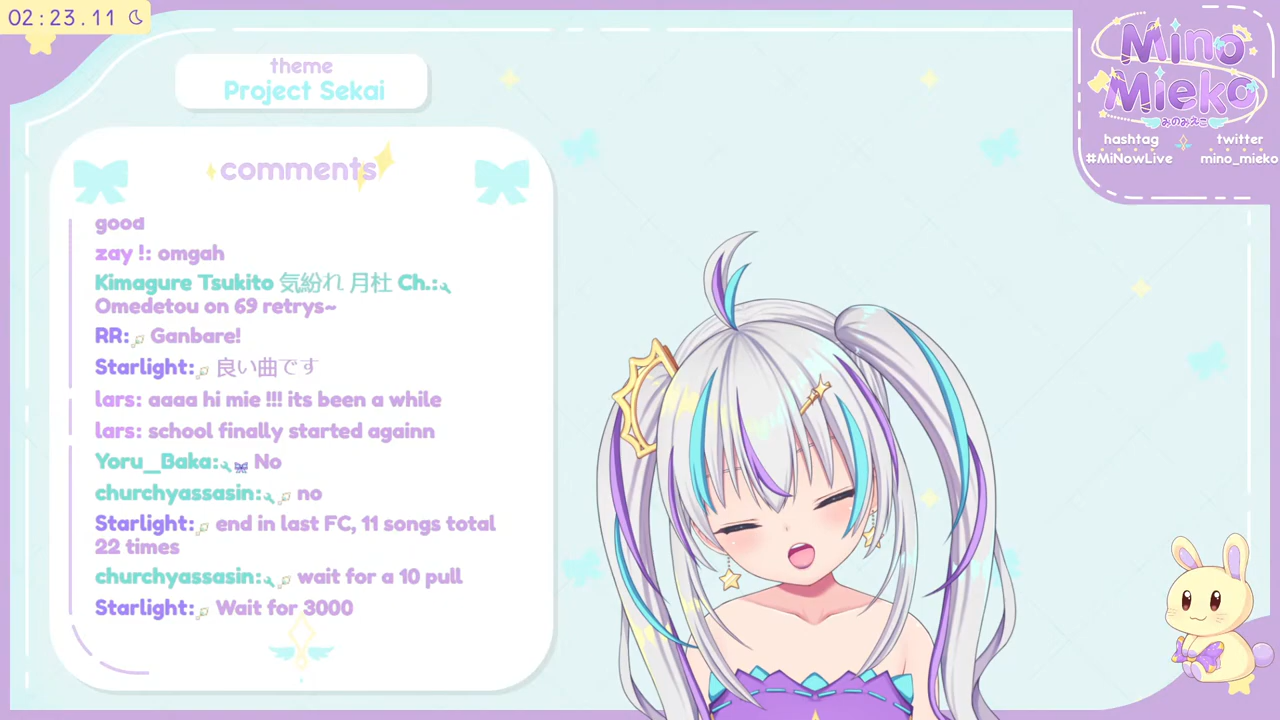 02:23.11
theme
Project Sekai
Mino
Mieko
みのみえこ
hashtag
twitter
#MiNowLive
mino_mieko
comments
good
zay !: omgah
Kimagure Tsukito 気紛れ 月杜 Ch.:
Omedetou on 69 retrys~
RR: Ganbare!
Starlight: 良い曲です
lars: aaaa hi mie !!! its been a while
lars: school finally started againn
Yoru_Baka: No
churchyassasin: no
Starlight: end in last FC, 11 songs total
22 times
churchyassasin: wait for a 10 pull
Starlight: Wait for 3000